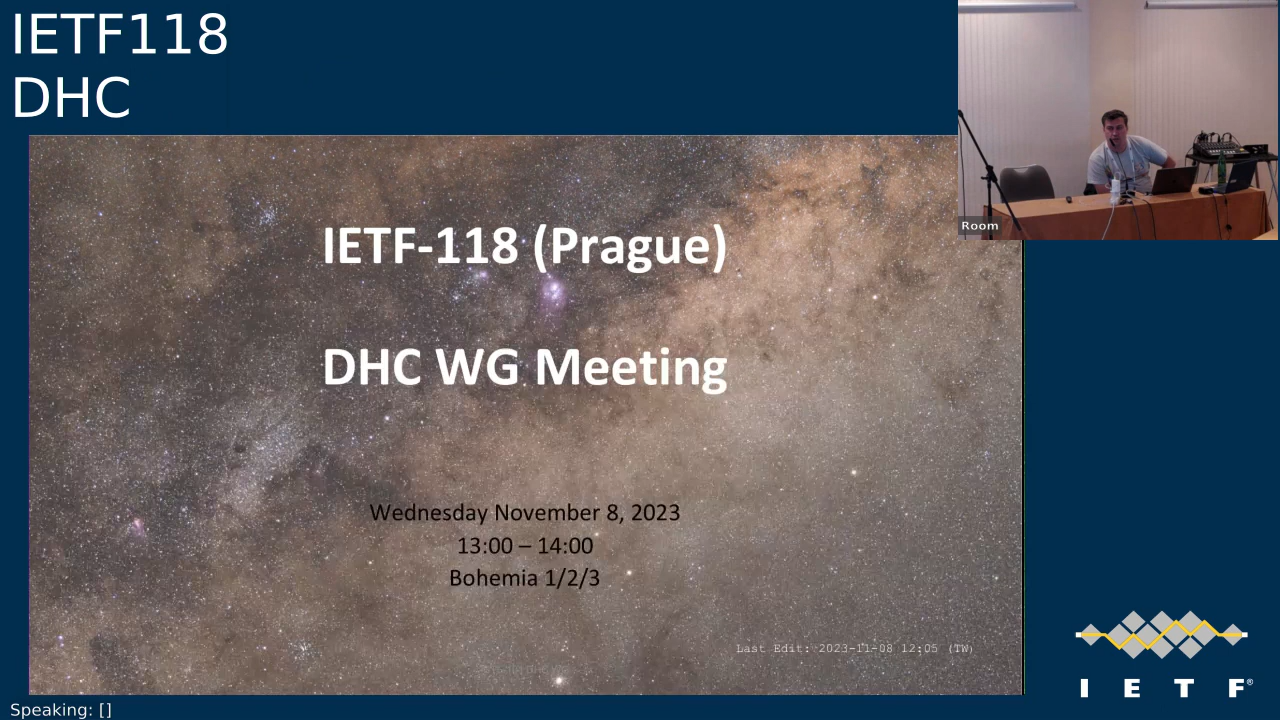 IETF118
DHC
Room
IETF-118 (Prague)
DHC WG Meeting
Wednesday November 8, 2023
13:00 – 14:00
Bohemia 1/2/3
Last Edit: 2023-11-08 12:05 (TW)
I E T F®
Speaking: []